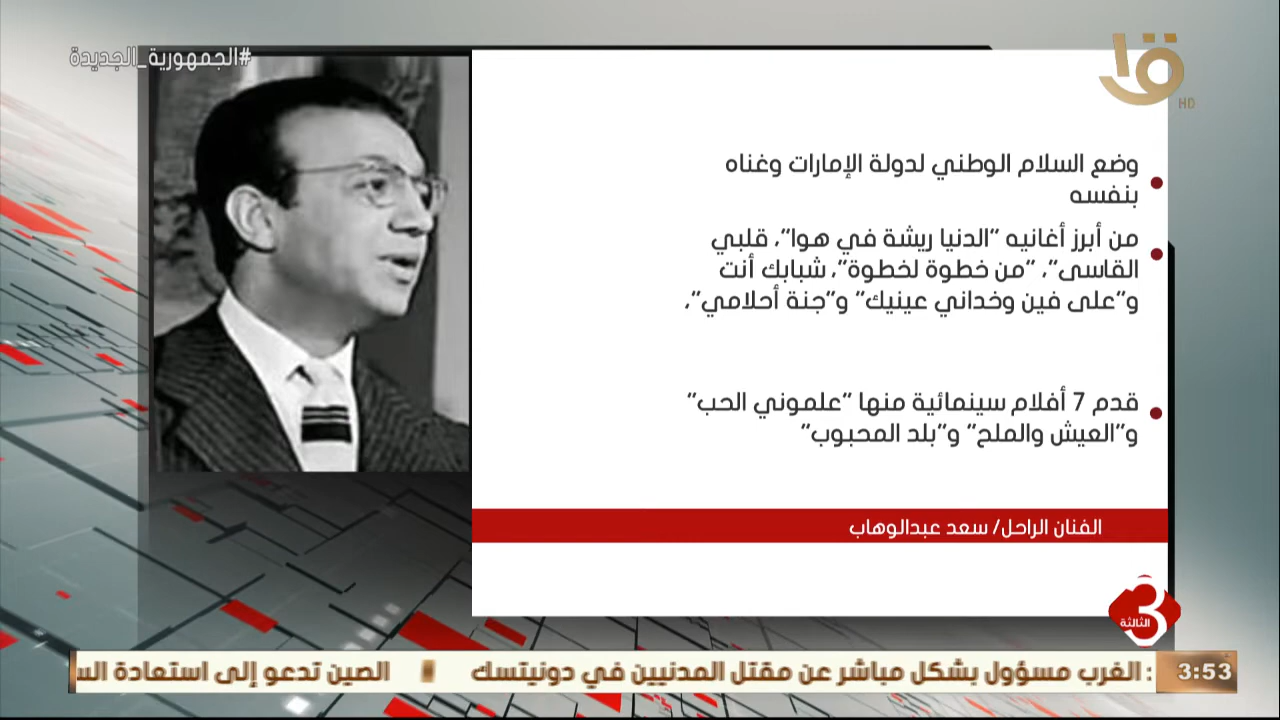 #الجمهورية_الجديدة
HD
وضع السلام الوطني لدولة الإمارات وغناه
بنفسه
من أبرز أغانيه "الدنيا ريشة في هوا"، قلبي
القاسى"، "من خطوة لخطوة"، شبابك أنت
و"على فين وخداني عينيك" و"جنة أحلامي"،
قدم 7 أفلام سينمائية منها "علموني الحب"
و"العيش والملح" و"بلد المحبوب"
الفنان الراحل/ سعد عبدالوهاب
3
الثالثة
3:53
: الغرب مسؤول بشكل مباشر عن مقتل المدنيين في دونيتسك
الصين تدعو إلى استعادة الس